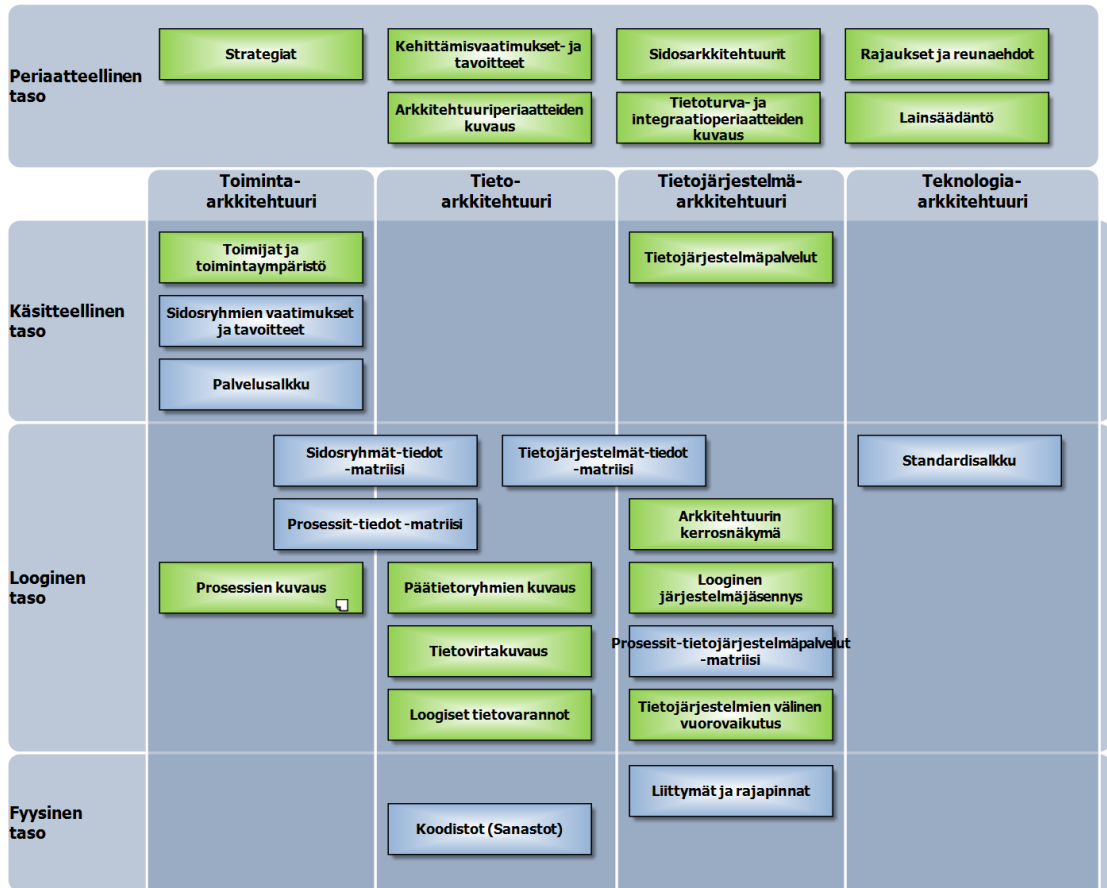 Periaatteellinen
taso
Strategiat
Kehittämisvaatimukset- ja
tavoitteet
Sidosarkkitehtuurit
Rajaukset ja reunaehdot
Arkkitehtuuriperiaatteiden
kuvaus
Tietoturva- ja
integraatioperiaatteiden
kuvaus
Lainsäädäntö
Toiminta-
arkkitehtuuri
Tieto-
arkkitehtuuri
Tietojärjestelmä-
arkkitehtuuri
Teknologia-
arkkitehtuuri
Käsitteellinen
taso
Toimijat ja
toimintaympäristö
Tietojärjestelmäpalvelut
Sidosryhmien vaatimukset
ja tavoitteet
Palvelusalkku
Looginen
taso
Sidosryhmät-tiedot
-matriisi
Tietojärjestelmät-tiedot
-matriisi
Standardisalkku
Prosessit-tiedot -matriisi
Arkkitehtuurin
kerrosnäkymä
Prosessien kuvaus
Päätietoryhmien kuvaus
Looginen
järjestelmäjäsennys
Tietovirtakuvaus
Prosessit-tietojärjestelmäpalvelut
-matriisi
Loogiset tietovarannot
Tietojärjestelmien välinen
vuorovaikutus
Fyysinen
taso
Liittymät ja rajapinnat
Koodistot (Sanastot)